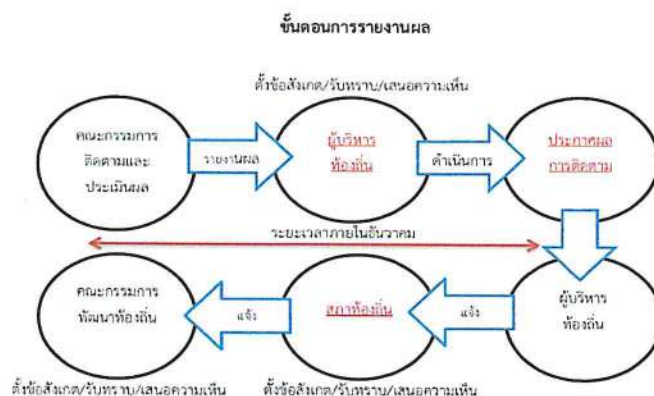 ขั้นตอนการรายงานผล
ตั้งข้อสังเกต/รับทราบ/เสนอความเห็น
คณะกรรมการ
ติดตามและ
ประเมินผล
รายงานผล
ผู้บริหาร
ท้องถิ่น
ดำเนินการ
ประกาศผล
การติดตาม
ระยะเวลาภายในธันวาคม
คณะกรรมการ
พัฒนาท้องถิ่น
แจ้ง
สภาท้องถิ่น
แจ้ง
ผู้บริหาร
ท้องถิ่น
ตั้งข้อสังเกต/รับทราบ/เสนอความเห็น
ตั้งข้อสังเกต/รับทราบ/เสนอความเห็น